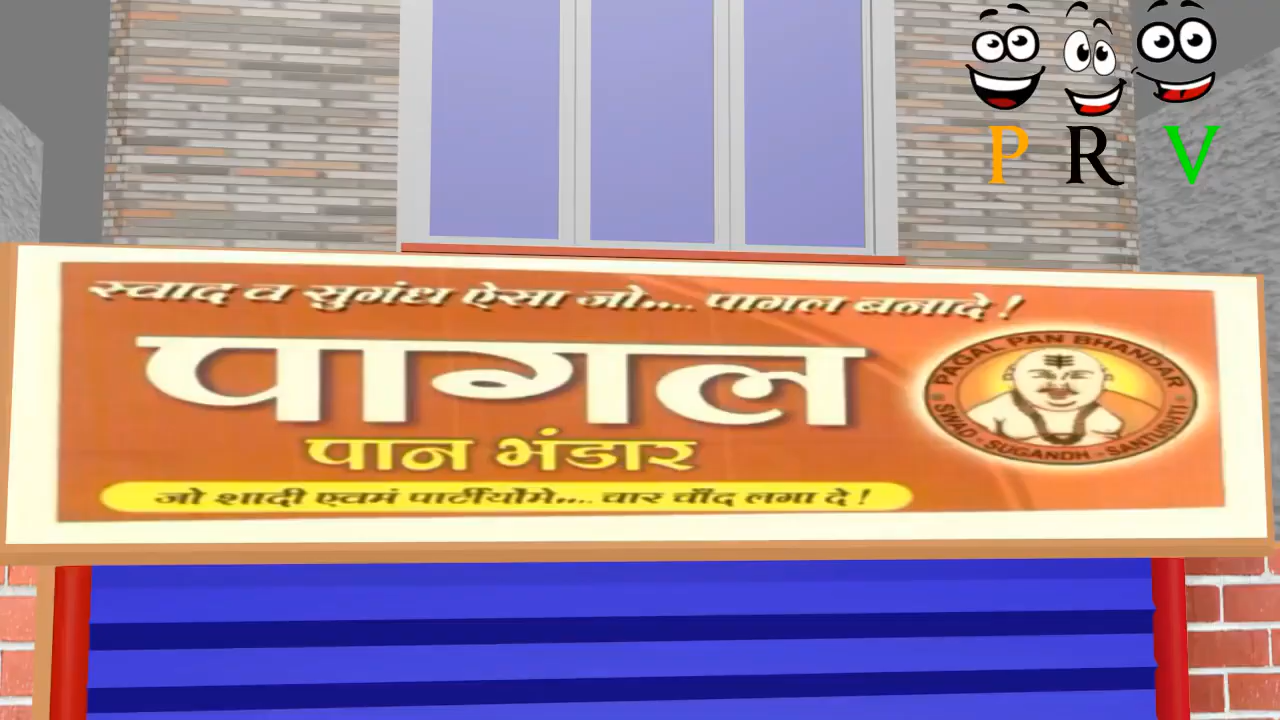 P R V
स्वाद व सुगंध ऐसा जो.... पागल बनादे !
पागल
पान भंडार
जो शादी एवमं पार्टीयोंमे.... चार चाँद लगा दे !
PAGAL PAN BHANDAR
SWAD - SUGANDH - SANTUSHTI